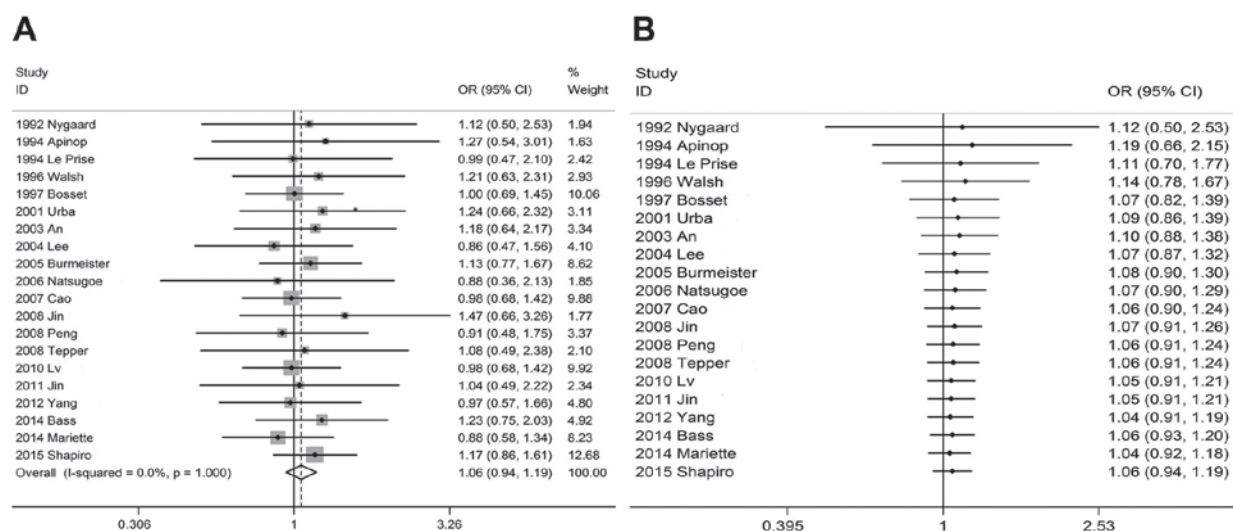 A
Study %
ID OR (95% CI) Weight
1992 Nygaard 1.12 (0.50, 2.53) 1.94
1994 Apinop 1.27 (0.54, 3.01) 1.63
1994 Le Prise 0.99 (0.47, 2.10) 2.42
1996 Walsh 1.21 (0.63, 2.31) 2.93
1997 Bosset 1.00 (0.69, 1.45) 10.06
2001 Urba 1.24 (0.66, 2.32) 3.11
2003 An 1.18 (0.64, 2.17) 3.34
2004 Lee 0.86 (0.47, 1.56) 4.10
2005 Burmeister 1.13 (0.77, 1.67) 8.62
2006 Natsugoe 0.88 (0.36, 2.13) 1.85
2007 Cao 0.98 (0.68, 1.42) 9.88
2008 Jin 1.47 (0.66, 3.26) 1.77
2008 Peng 0.91 (0.48, 1.75) 3.37
2008 Tepper 1.08 (0.49, 2.38) 2.10
2010 Lv 0.98 (0.68, 1.42) 9.92
2011 Jin 1.04 (0.49, 2.22) 2.34
2012 Yang 0.97 (0.57, 1.66) 4.80
2014 Bass 1.23 (0.75, 2.03) 4.92
2014 Mariette 0.88 (0.58, 1.34) 8.23
2015 Shapiro 1.17 (0.86, 1.61) 12.68
Overall (I-squared = 0.0%, p = 1.000) 1.06 (0.94, 1.19) 100.00
0.306 1 3.26
B
Study
ID OR (95% CI)
1992 Nygaard 1.12 (0.50, 2.53)
1994 Apinop 1.19 (0.66, 2.15)
1994 Le Prise 1.11 (0.70, 1.77)
1996 Walsh 1.14 (0.78, 1.67)
1997 Bosset 1.07 (0.82, 1.39)
2001 Urba 1.09 (0.86, 1.39)
2003 An 1.10 (0.88, 1.38)
2004 Lee 1.07 (0.87, 1.32)
2005 Burmeister 1.08 (0.90, 1.30)
2006 Natsugoe 1.07 (0.90, 1.29)
2007 Cao 1.06 (0.90, 1.24)
2008 Jin 1.07 (0.91, 1.26)
2008 Peng 1.06 (0.91, 1.24)
2008 Tepper 1.06 (0.91, 1.24)
2010 Lv 1.05 (0.91, 1.21)
2011 Jin 1.05 (0.91, 1.21)
2012 Yang 1.04 (0.91, 1.19)
2014 Bass 1.06 (0.93, 1.20)
2014 Mariette 1.04 (0.92, 1.18)
2015 Shapiro 1.06 (0.94, 1.19)
0.395 1 2.53